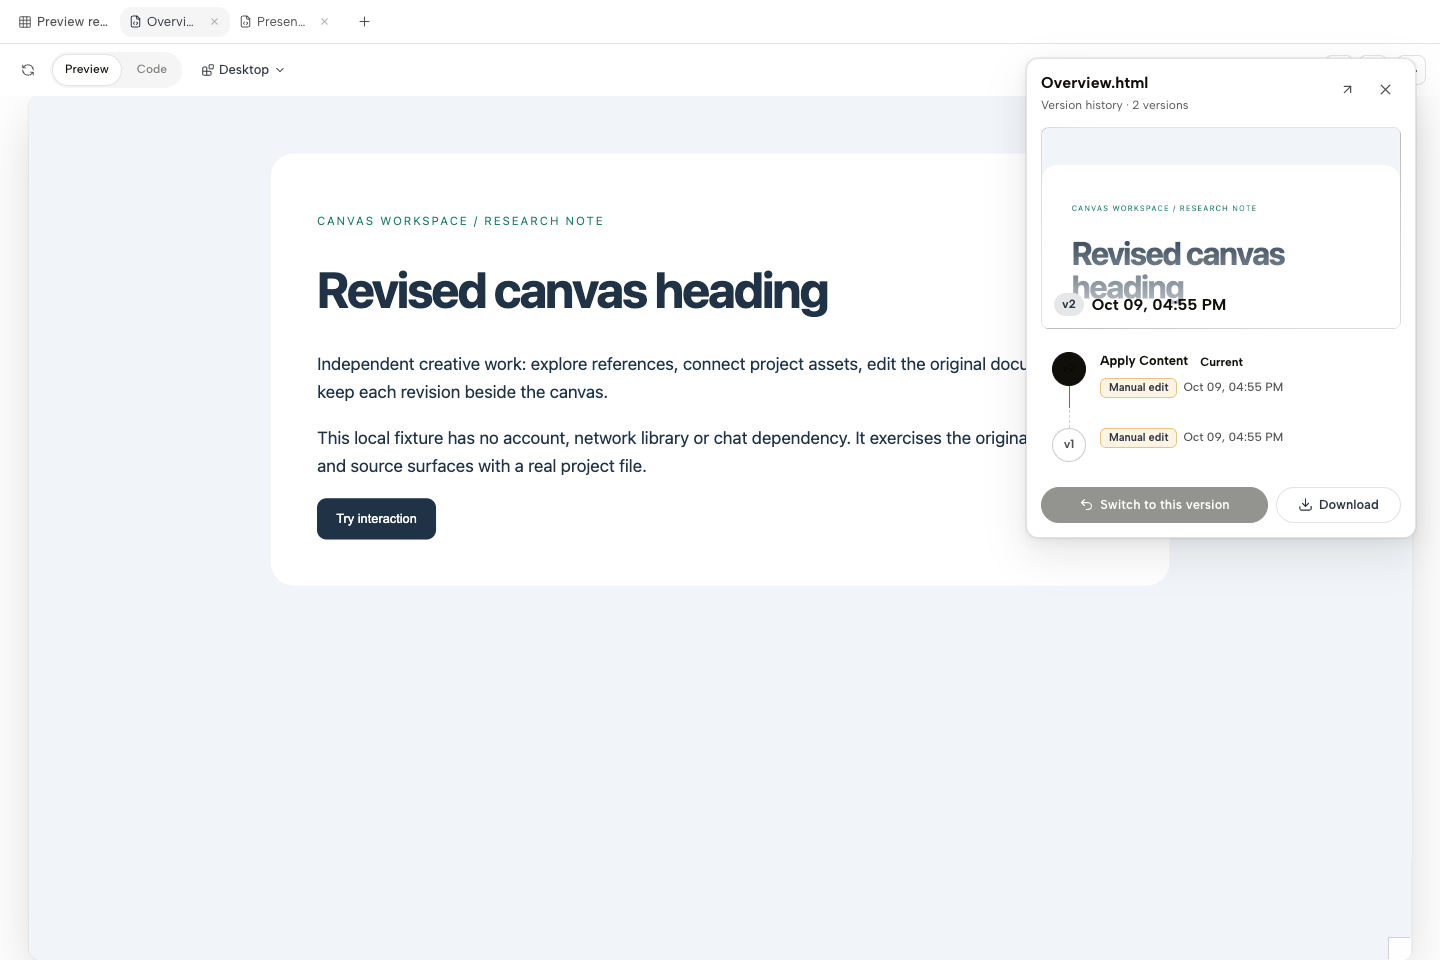 Preview re...
Overvi...
Presen...
Preview
Code
Desktop
CANVAS WORKSPACE / RESEARCH NOTE
Revised canvas heading
Independent creative work: explore references, connect project assets, edit the original docu
keep each revision beside the canvas.
This local fixture has no account, network library or chat dependency. It exercises the origina
and source surfaces with a real project file.
Try interaction
Overview.html
Version history · 2 versions
CANVAS WORKSPACE / RESEARCH NOTE
Revised canvas
heading
v2 Oct 09, 04:55 PM
Apply Content Current
Manual edit Oct 09, 04:55 PM
v1 Manual edit Oct 09, 04:55 PM
Switch to this version
Download